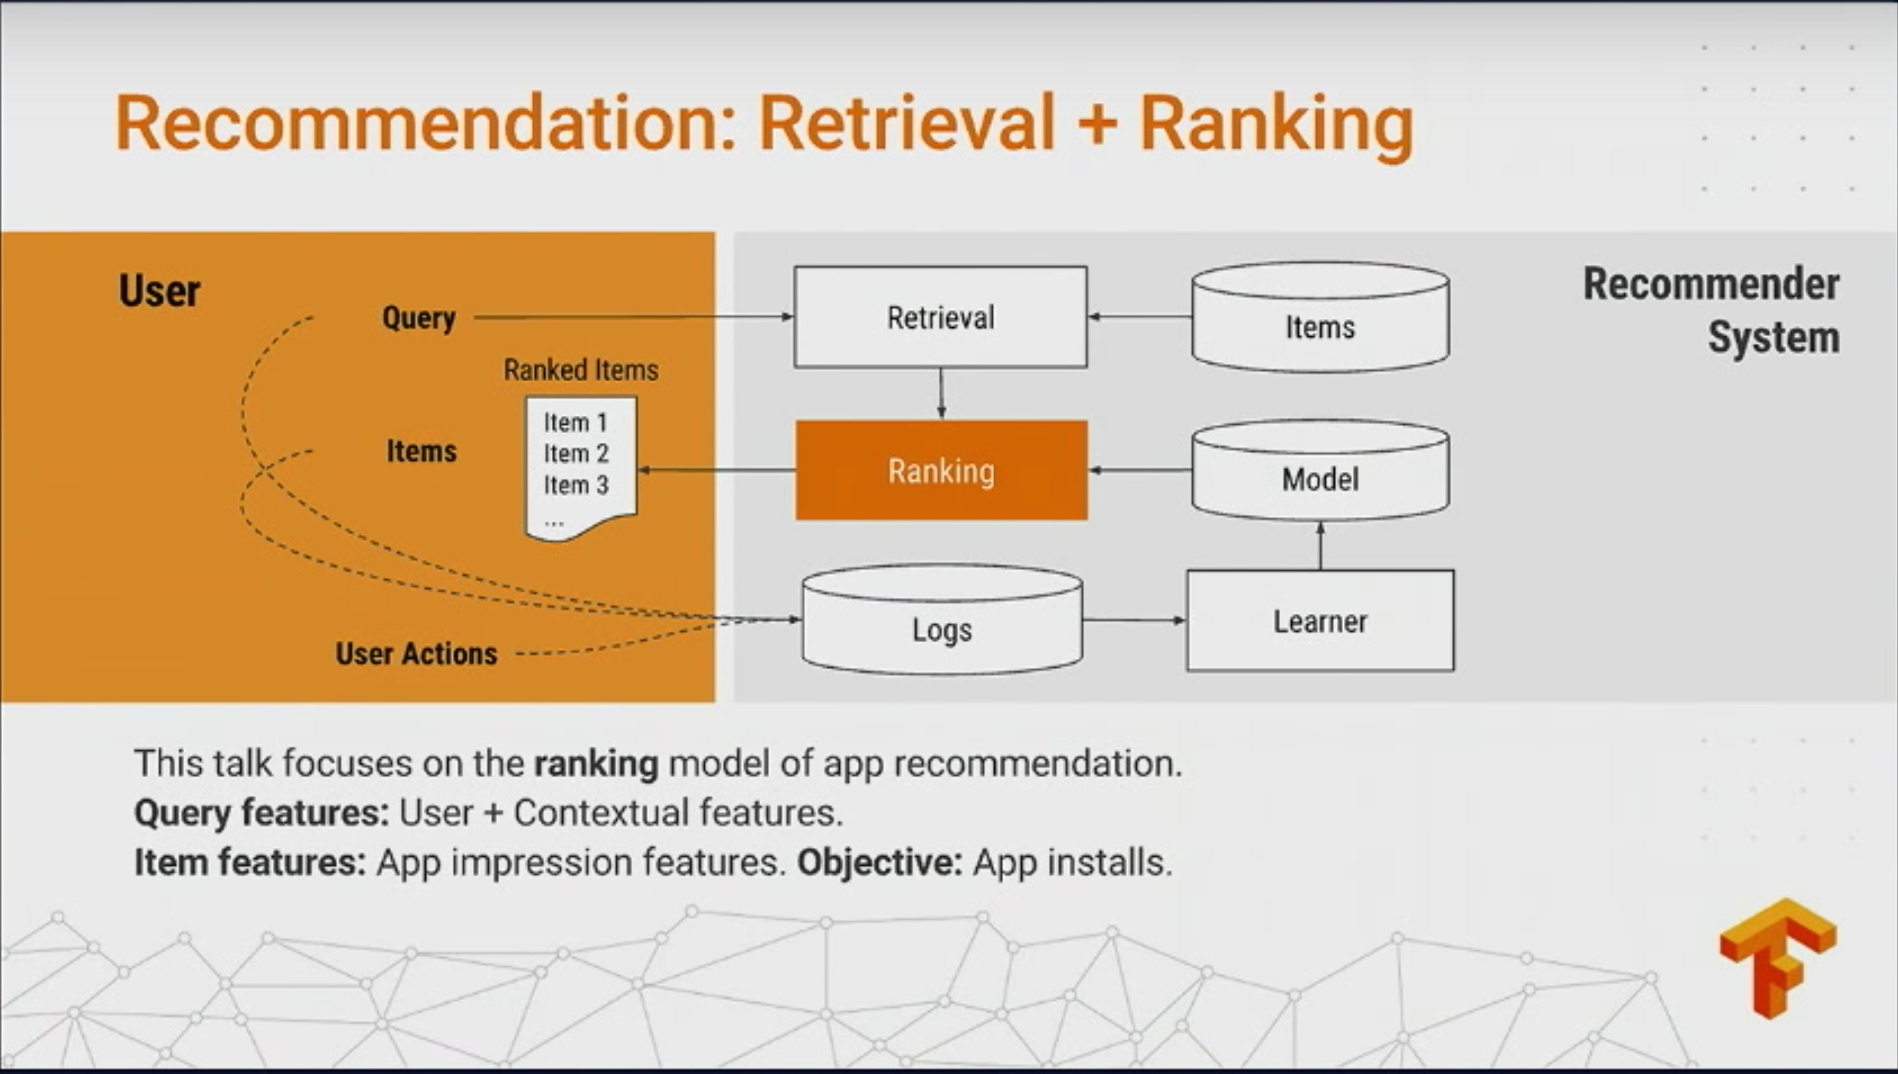 Recommendation: Retrieval + Ranking
User
Recommender
System
Query
Retrieval
Items
Ranked Items
Item 1
Item 2
Item 3
...
Items
Ranking
Model
User Actions
Logs
Learner
This talk focuses on the ranking model of app recommendation.
Query features: User + Contextual features.
Item features: App impression features. Objective: App installs.